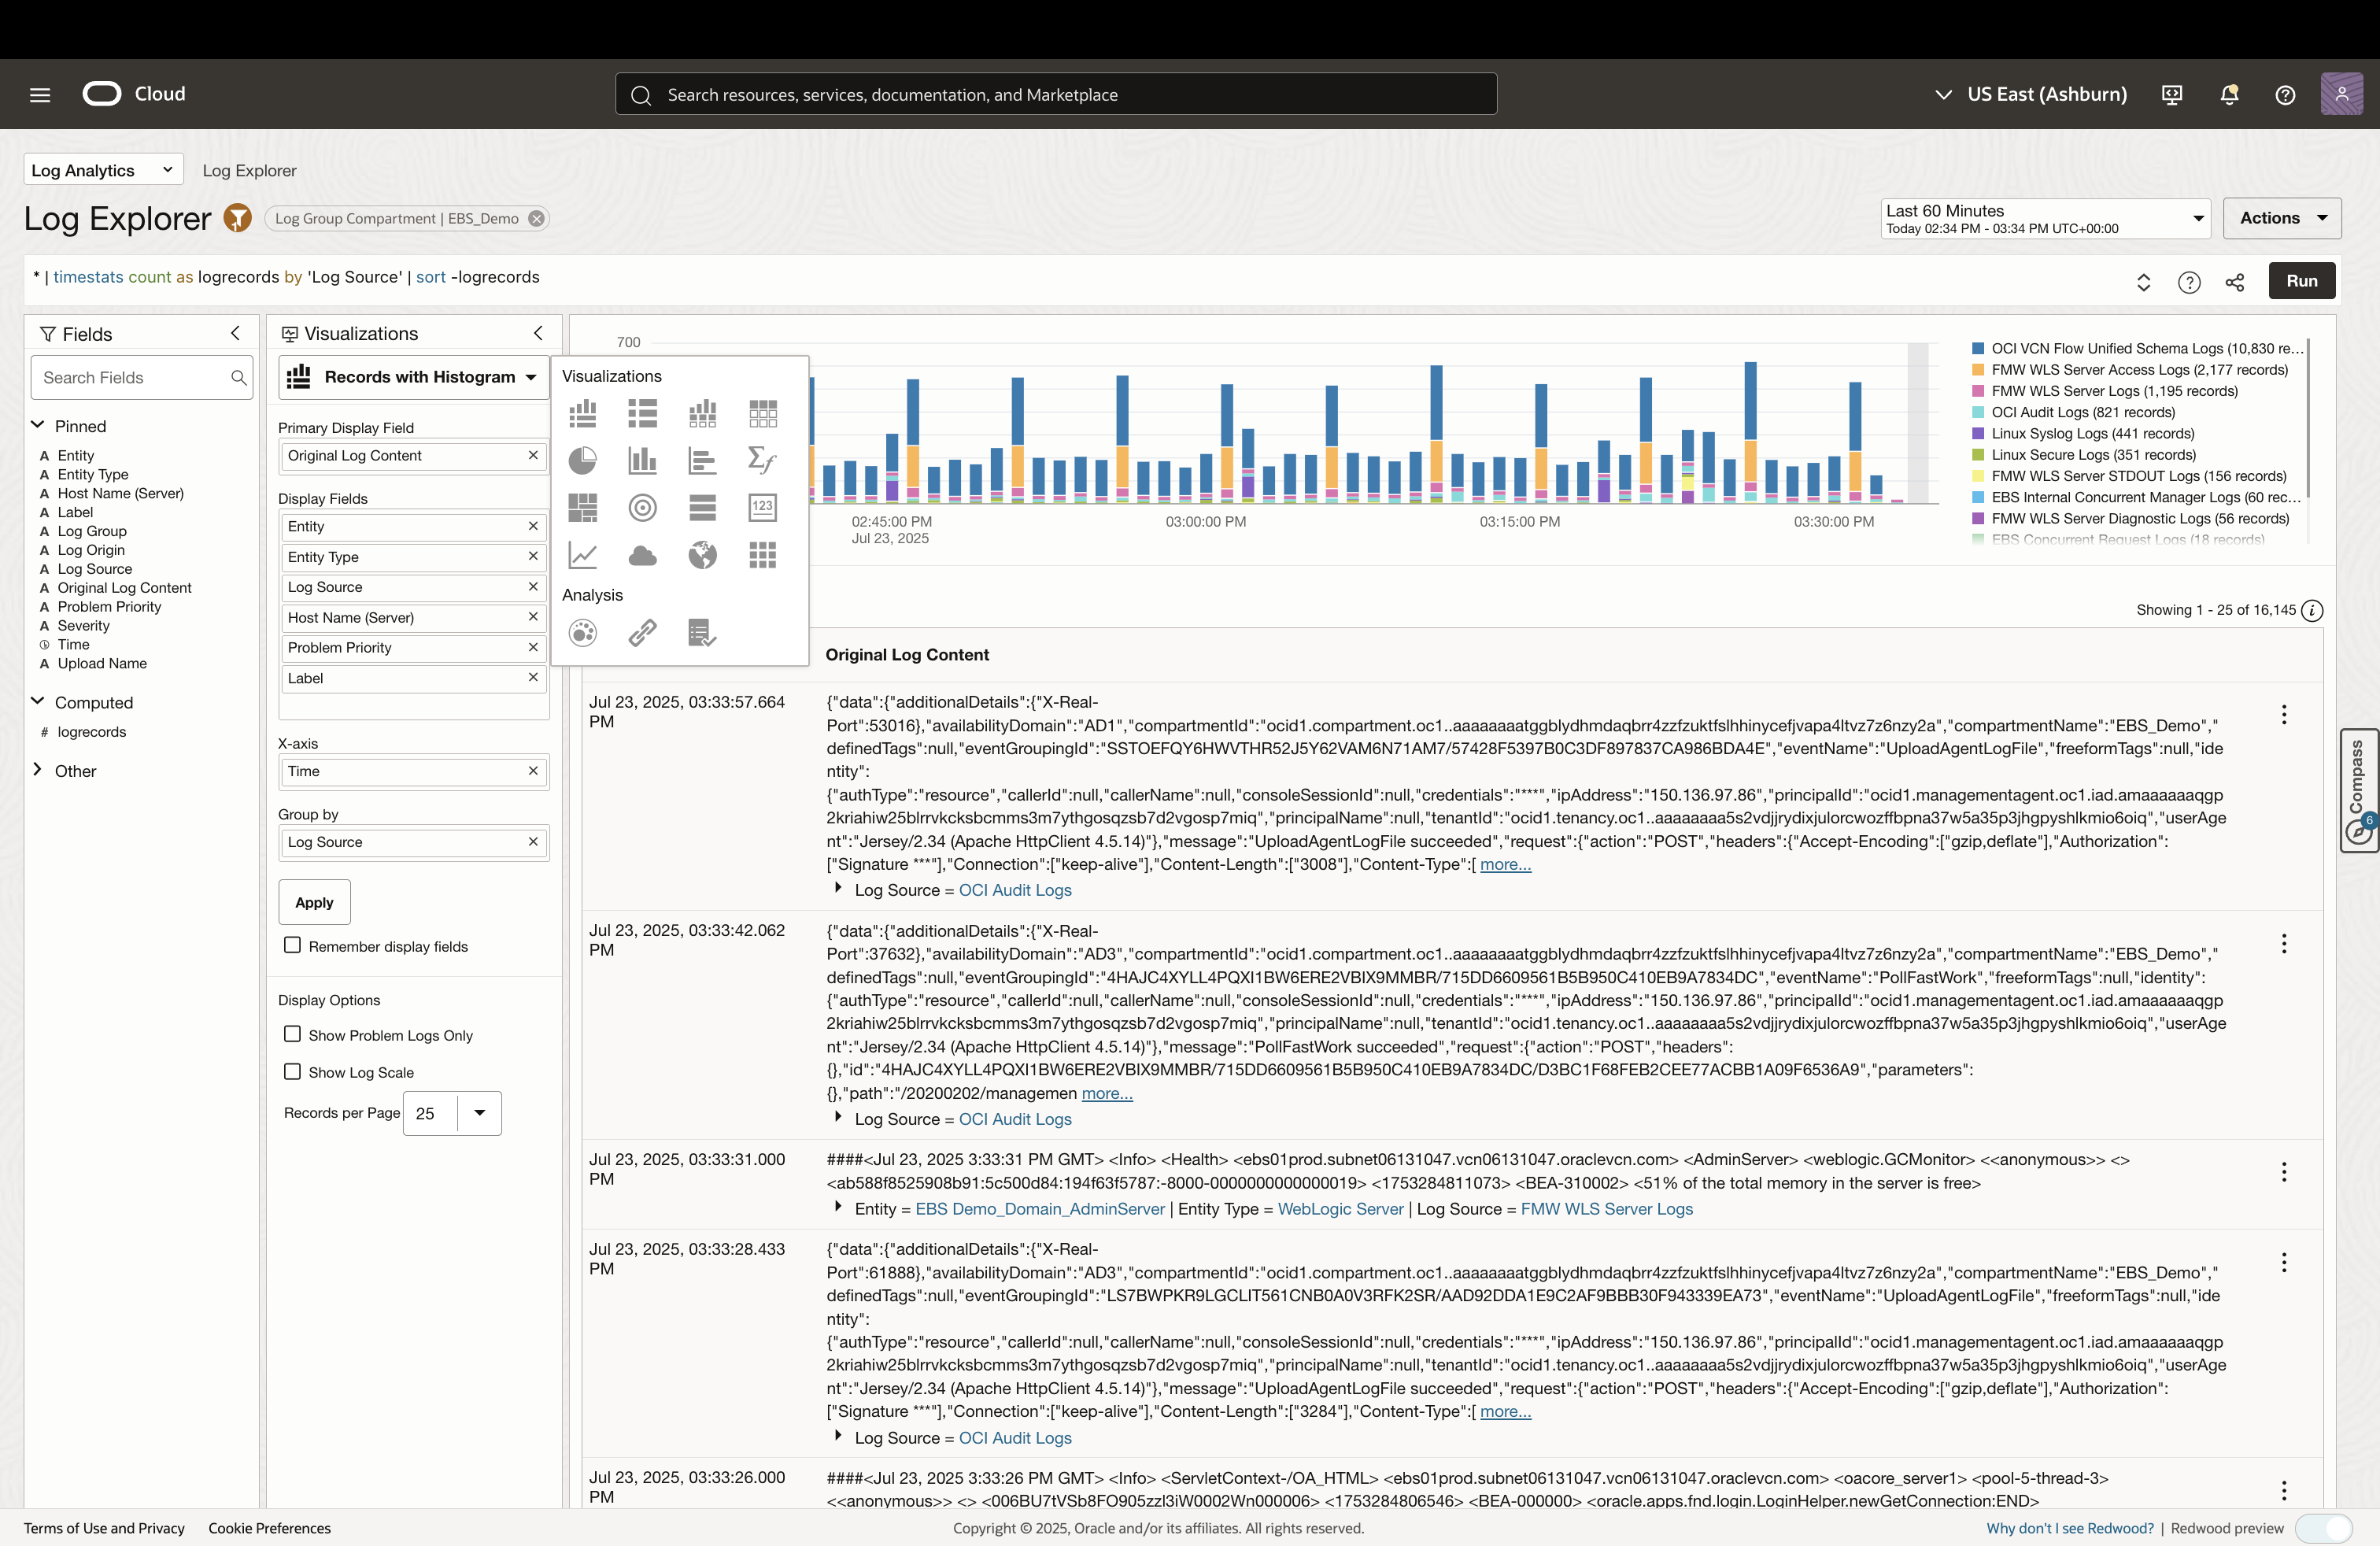 Cloud
Search resources, services, documentation, and Marketplace
US East (Ashburn)
Log Analytics
Log Explorer
Log Explorer
Log Group Compartment | EBS_Demo
Last 60 Minutes
Today 02:34 PM - 03:34 PM UTC+00:00
Actions
* | timestats count as logrecords by 'Log Source' | sort -logrecords
Run
Fields
Search Fields
Pinned
A Entity
A Entity Type
A Host Name (Server)
A Label
A Log Group
A Log Origin
A Log Source
A Original Log Content
A Problem Priority
A Severity
Time
A Upload Name
Computed
# logrecords
Other
Visualizations
Records with Histogram
Primary Display Field
Original Log Content
Display Fields
Entity
Entity Type
Log Source
Host Name (Server)
Problem Priority
Label
X-axis
Time
Group by
Log Source
Apply
Remember display fields
Display Options
Show Problem Logs Only
Show Log Scale
Records per Page 25
Visualizations
123
Analysis
700
02:45:00 PM
Jul 23, 2025
03:00:00 PM
03:15:00 PM
03:30:00 PM
OCI VCN Flow Unified Schema Logs (10,830 re...
FMW WLS Server Access Logs (2,177 records)
FMW WLS Server Logs (1,195 records)
OCI Audit Logs (821 records)
Linux Syslog Logs (441 records)
Linux Secure Logs (351 records)
FMW WLS Server STDOUT Logs (156 records)
EBS Internal Concurrent Manager Logs (60 rec...
FMW WLS Server Diagnostic Logs (56 records)
EBS Concurrent Request Logs (18 records)
Showing 1 - 25 of 16,145
Original Log Content
Jul 23, 2025, 03:33:57.664
PM
{"data":{"additionalDetails":{"X-Real-
Port":53016},"availabilityDomain":"AD1","compartmentId":"ocid1.compartment.oc1..aaaaaaaatggblydhmdaqbrr4zzfzuktfslhhinycefjvapa4ltvz7z6nzy2a","compartmentName":"EBS_Demo","
definedTags":null,"eventGroupingId":"SSTOEFQY6HWVTHR52J5Y62VAM6N71AM7/57428F5397B0C3DF897837CA986BDA4E","eventName":"UploadAgentLogFile","freeformTags":null,"ide
ntity":
{"authType":"resource","callerId":null,"callerName":null,"consoleSessionId":null,"credentials":"***","ipAddress":"150.136.97.86","principalId":"ocid1.managementagent.oc1.iad.amaaaaaaqgp
2kriahiw25blrrvkcksbcmms3m7ythgosqzsb7d2vgosp7miq","principalName":null,"tenantId":"ocid1.tenancy.oc1..aaaaaaaa5s2vdjjrydixjulorcwozffbpna37w5a35p3jhgpyshlkmio6oiq","userAge
nt":"Jersey/2.34 (Apache HttpClient 4.5.14)"},"message":"UploadAgentLogFile succeeded","request":{"action":"POST","headers":{"Accept-Encoding":["gzip,deflate"],"Authorization":
["Signature ***"],"Connection":["keep-alive"],"Content-Length":["3008"],"Content-Type":[ more...
Log Source = OCI Audit Logs
Jul 23, 2025, 03:33:42.062
PM
{"data":{"additionalDetails":{"X-Real-
Port":37632},"availabilityDomain":"AD3","compartmentId":"ocid1.compartment.oc1..aaaaaaaatggblydhmdaqbrr4zzfzuktfslhhinycefjvapa4ltvz7z6nzy2a","compartmentName":"EBS_Demo","
definedTags":null,"eventGroupingId":"4HAJC4XYLL4PQXI1BW6ERE2VBIX9MMBR/715DD6609561B5B950C410EB9A7834DC","eventName":"PollFastWork","freeformTags":null,"identity":
{"authType":"resource","callerId":null,"callerName":null,"consoleSessionId":null,"credentials":"***","ipAddress":"150.136.97.86","principalId":"ocid1.managementagent.oc1.iad.amaaaaaaqgp
2kriahiw25blrrvkcksbcmms3m7ythgosqzsb7d2vgosp7miq","principalName":null,"tenantId":"ocid1.tenancy.oc1..aaaaaaaa5s2vdjjrydixjulorcwozffbpna37w5a35p3jhgpyshlkmio6oiq","userAge
nt":"Jersey/2.34 (Apache HttpClient 4.5.14)"},"message":"PollFastWork succeeded","request":{"action":"POST","headers":
{},"id":"4HAJC4XYLL4PQXI1BW6ERE2VBIX9MMBR/715DD6609561B5B950C410EB9A7834DC/D3BC1F68FEB2CEE77ACBB1A09F6536A9","parameters":
{},"path":"/20200202/managemen more...
Log Source = OCI Audit Logs
Jul 23, 2025, 03:33:31.000
PM
####<Jul 23, 2025 3:33:31 PM GMT> <Info> <Health> <ebs01prod.subnet06131047.vcn06131047.oraclevcn.com> <AdminServer> <weblogic.GCMonitor> <<anonymous>> <>
<ab588f8525908b91:5c500d84:194f63f5787:-8000-0000000000000019> <1753284811073> <BEA-310002> <51% of the total memory in the server is free>
Entity = EBS Demo_Domain_AdminServer | Entity Type = WebLogic Server | Log Source = FMW WLS Server Logs
Jul 23, 2025, 03:33:28.433
PM
{"data":{"additionalDetails":{"X-Real-
Port":61888},"availabilityDomain":"AD3","compartmentId":"ocid1.compartment.oc1..aaaaaaaatggblydhmdaqbrr4zzfzuktfslhhinycefjvapa4ltvz7z6nzy2a","compartmentName":"EBS_Demo","
definedTags":null,"eventGroupingId":"LS7BWPKR9LGCLIT561CNB0A0V3RFK2SR/AAD92DDA1E9C2AF9BBB30F943339EA73","eventName":"UploadAgentLogFile","freeformTags":null,"ide
ntity":
{"authType":"resource","callerId":null,"callerName":null,"consoleSessionId":null,"credentials":"***","ipAddress":"150.136.97.86","principalId":"ocid1.managementagent.oc1.iad.amaaaaaaqgp
2kriahiw25blrrvkcksbcmms3m7ythgosqzsb7d2vgosp7miq","principalName":null,"tenantId":"ocid1.tenancy.oc1..aaaaaaaa5s2vdjjrydixjulorcwozffbpna37w5a35p3jhgpyshlkmio6oiq","userAge
nt":"Jersey/2.34 (Apache HttpClient 4.5.14)"},"message":"UploadAgentLogFile succeeded","request":{"action":"POST","headers":{"Accept-Encoding":["gzip,deflate"],"Authorization":
["Signature ***"],"Connection":["keep-alive"],"Content-Length":["3284"],"Content-Type":[ more...
Log Source = OCI Audit Logs
Jul 23, 2025, 03:33:26.000
PM
####<Jul 23, 2025 3:33:26 PM GMT> <Info> <ServletContext-/OA_HTML> <ebs01prod.subnet06131047.vcn06131047.oraclevcn.com> <oacore_server1> <pool-5-thread-3>
<<anonymous>> <> <006BU7tVSb8FO905zzl3iW0002Wn000006> <1753284806546> <BEA-000000> <oracle.apps.fnd.login.LoginHelper.newGetConnection:END>
Compass
6
Terms of Use and Privacy
Cookie Preferences
Copyright © 2025, Oracle and/or its affiliates. All rights reserved.
Why don't I see Redwood? | Redwood preview